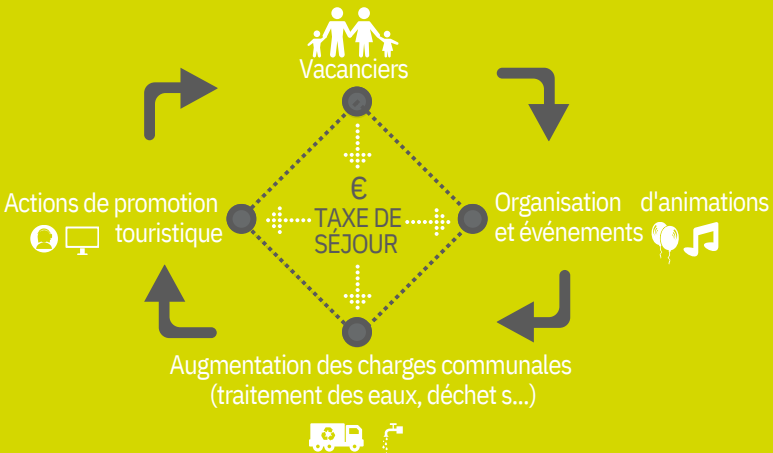 Vacanciers
Actions de promotion
touristique
€
TAXE DE
SÉJOUR
Organisation d'animations
et événements
Augmentation des charges communales
(traitement des eaux, déchet s...)